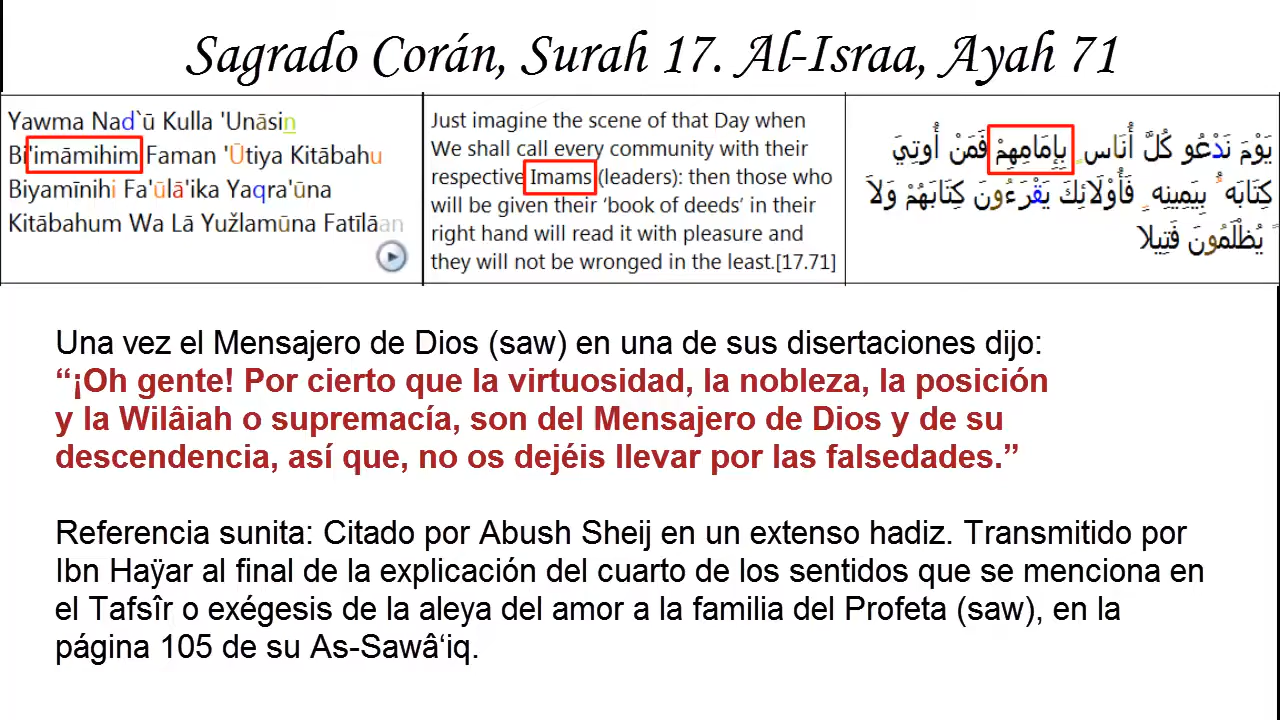 Sagrado Corán, Surah 17. Al-Israa, Ayah 71
Yawma Nad`ū Kulla 'Unāsin
Bi'imāmihim Faman 'Ūtiya Kitābahu
Biyamīnihi Fa'ūlā'ika Yaqra'ūna
Kitābahum Wa Lā Yužlamūna Fatīlāan
Just imagine the scene of that Day when
We shall call every community with their
respective Imams (leaders): then those who
will be given their ‘book of deeds’ in their
right hand will read it with pleasure and
they will not be wronged in the least.[17.71]
يَوْمَ نَدْعُو كُلَّ أُنَاسٍ بِإِمَامِهِمْ فَمَنْ أُوتِيَ
كِتَابَهُ بِيَمِينِهِ فَأُوْلَائِكَ يَقْرَءُونَ كِتَابَهُمْ وَلاَ
يُظْلَمُونَ فَتِيلاً
Una vez el Mensajero de Dios (saw) en una de sus disertaciones dijo:
“¡Oh gente! Por cierto que la virtuosidad, la nobleza, la posición
y la Wilâiah o supremacía, son del Mensajero de Dios y de su
descendencia, así que, no os dejéis llevar por las falsedades.”
Referencia sunita: Citado por Abush Sheij en un extenso hadiz. Transmitido por
Ibn Haÿar al final de la explicación del cuarto de los sentidos que se menciona en
el Tafsîr o exégesis de la aleya del amor a la familia del Profeta (saw), en la
página 105 de su As-Sawâ‘iq.